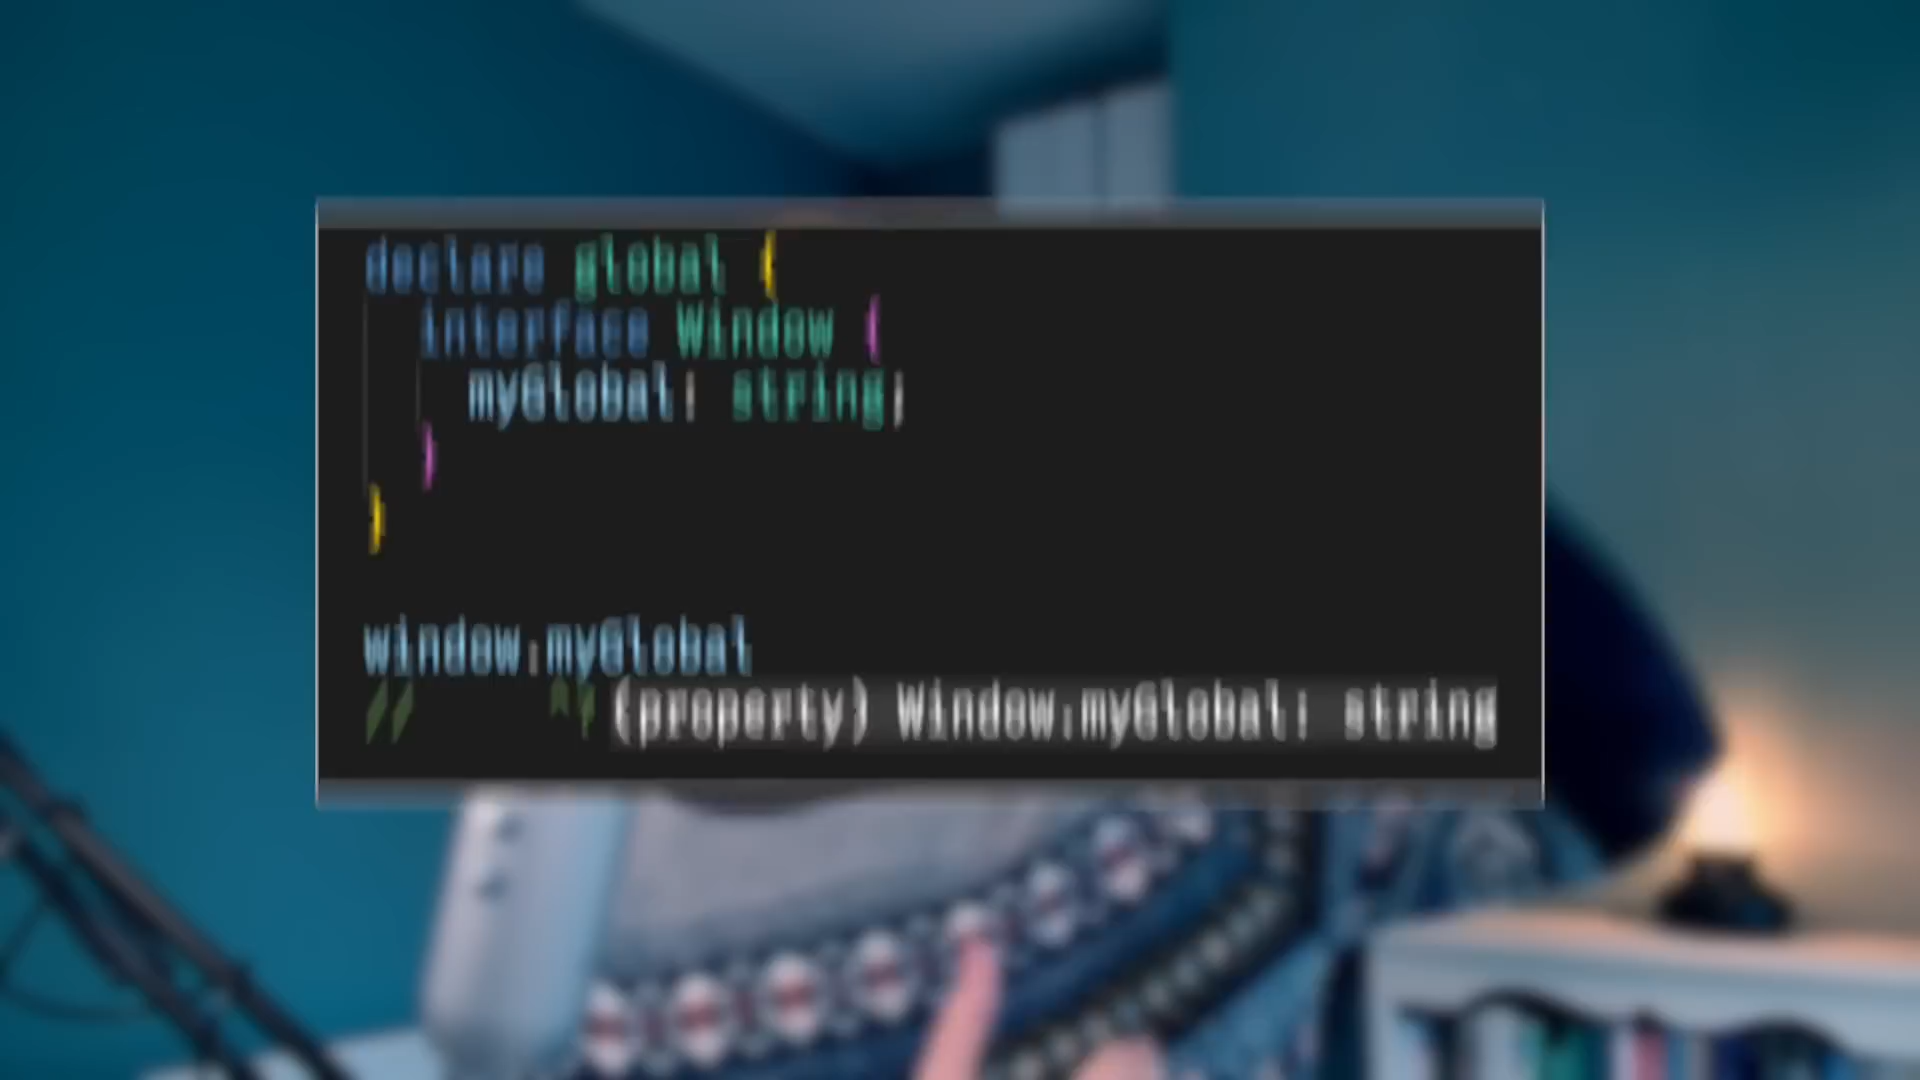 declare global {
interface Window {
myGlobal: string;
}
}
window.myGlobal
// ^? (property) Window.myGlobal: string